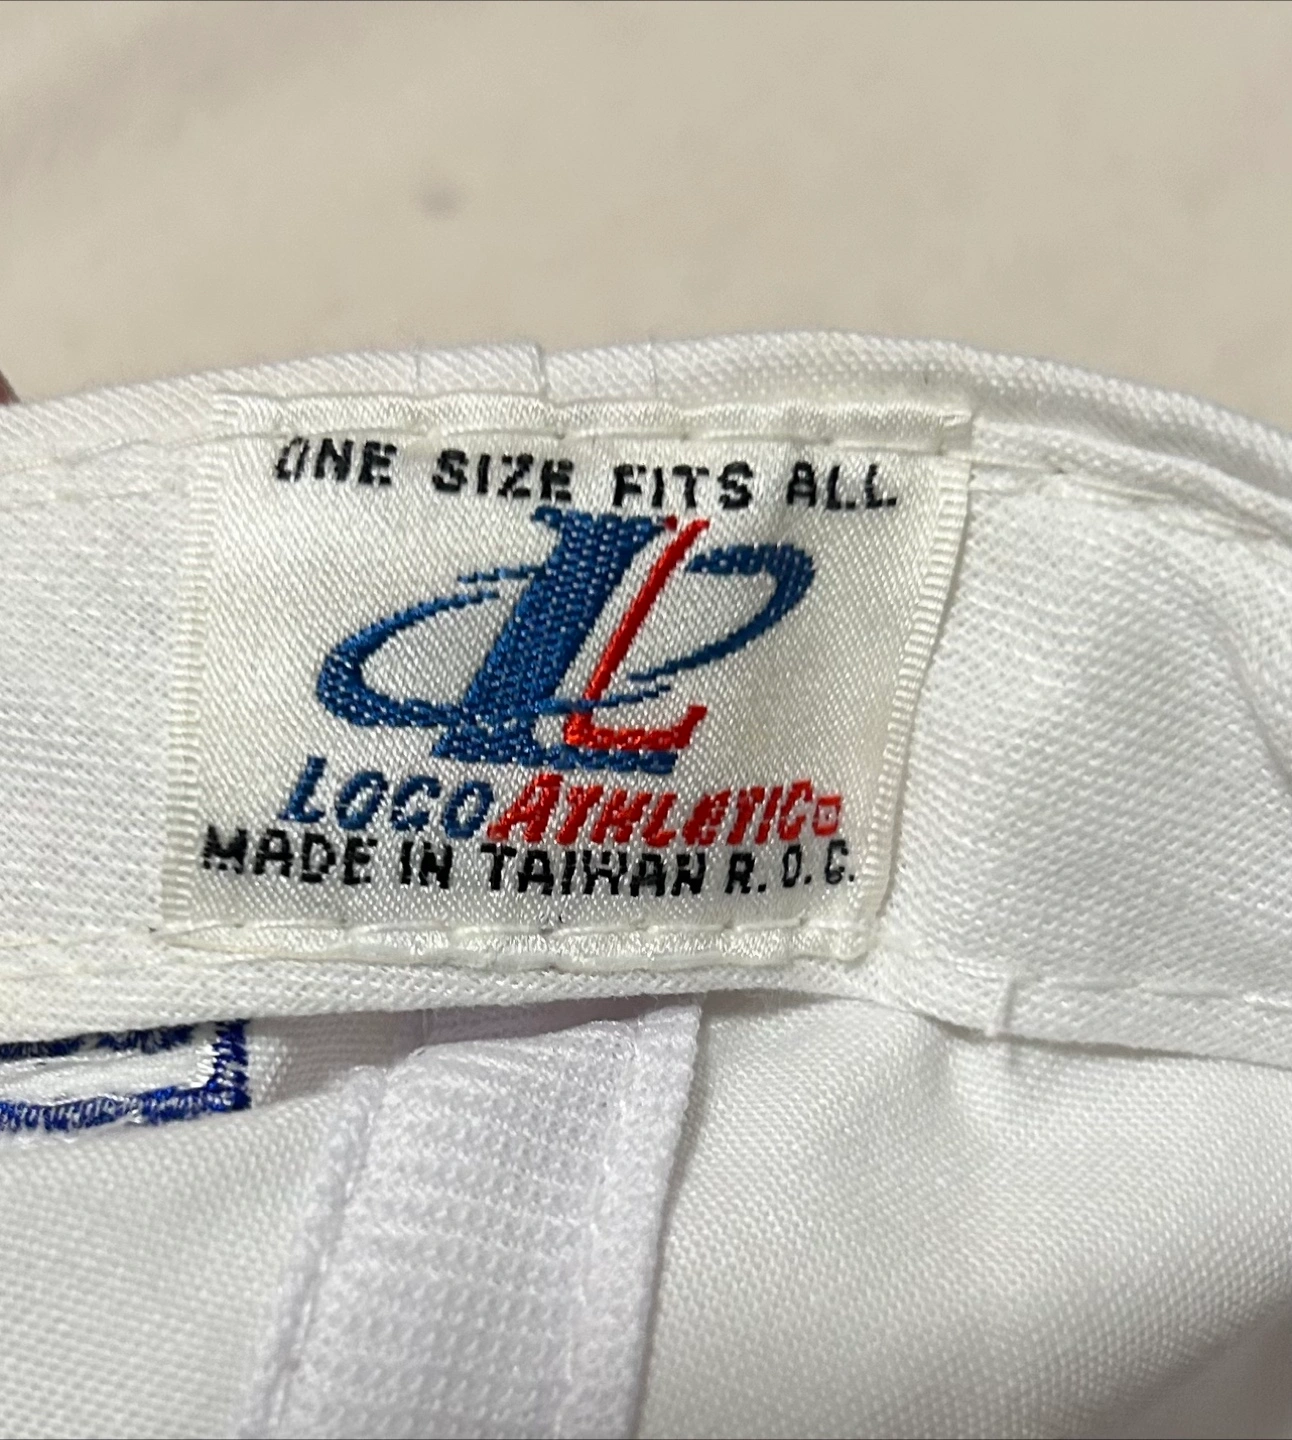 ONE SIZE FITS ALL
L
LOGO ATHLETIC
MADE IN TAIWAN R.O.C.